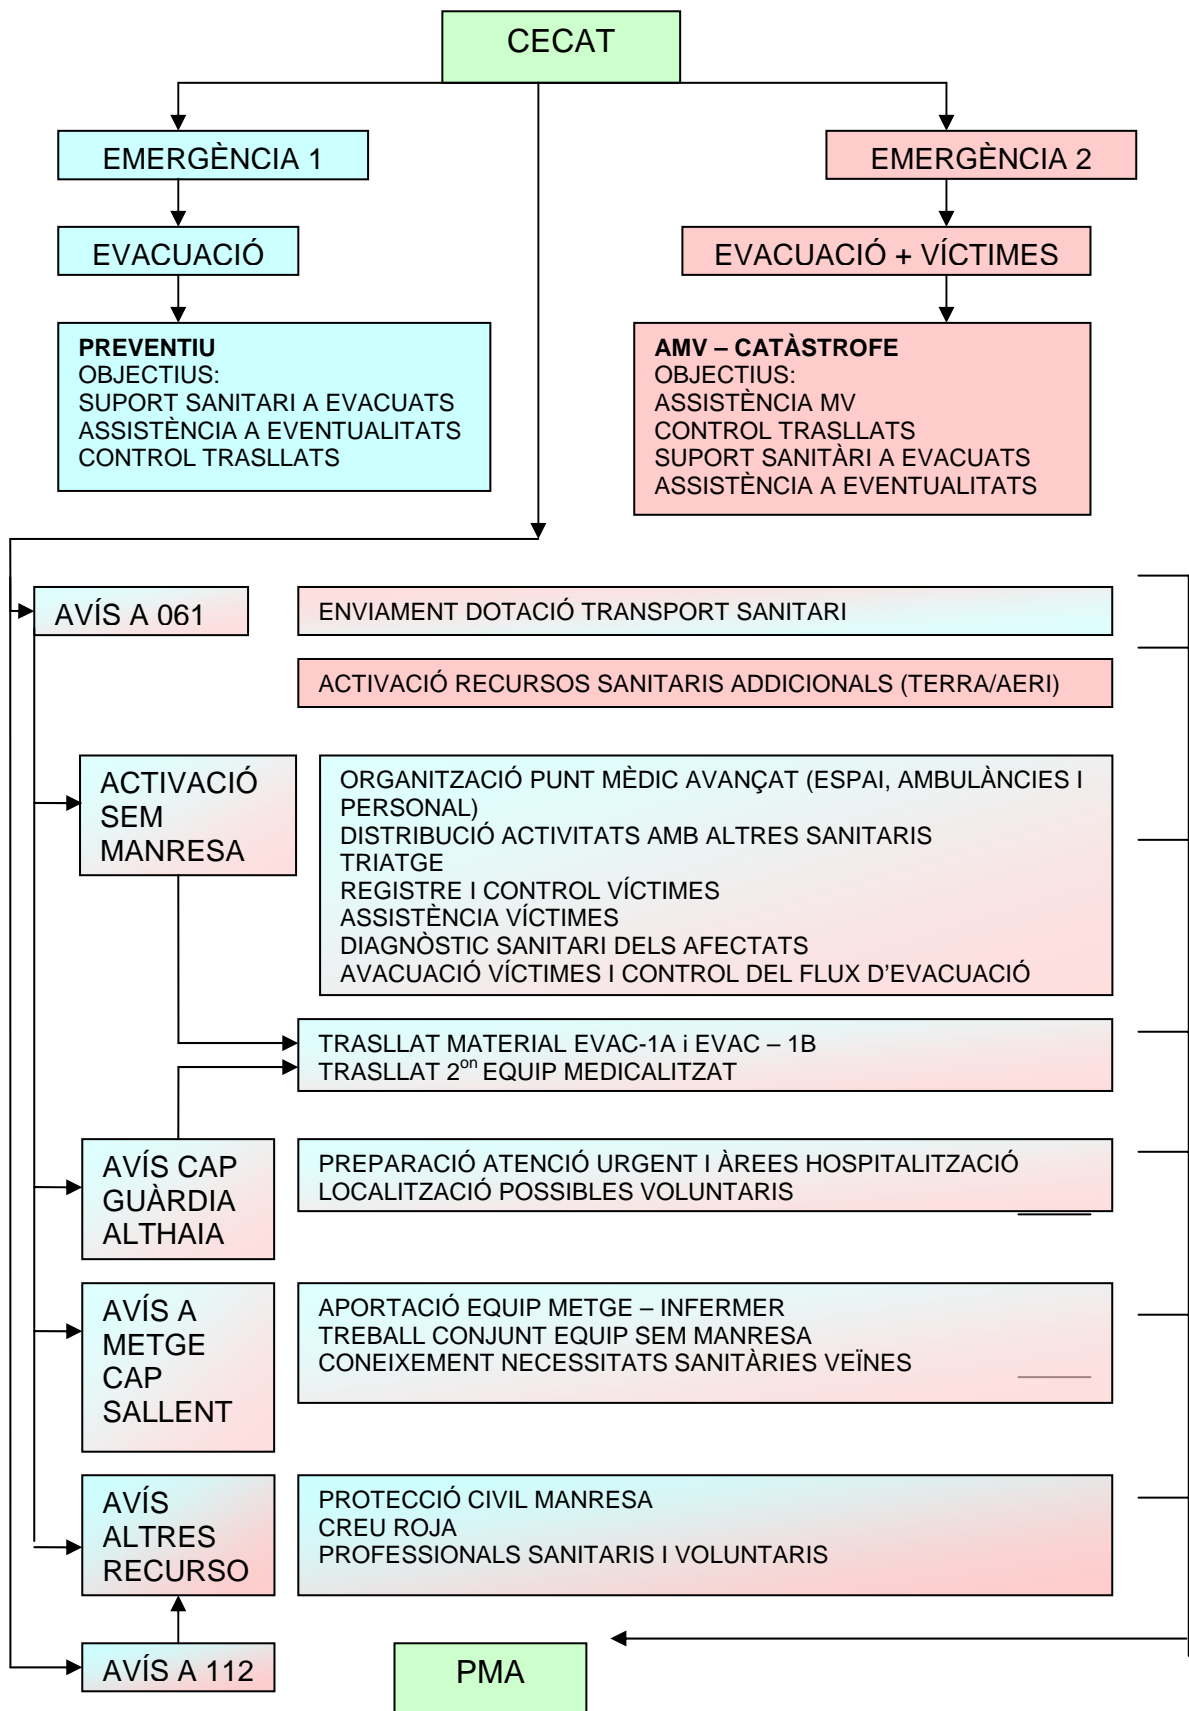 CECAT
EMERGÈNCIA 1
EMERGÈNCIA 2
EVACUACIÓ
EVACUACIÓ + VÍCTIMES
PREVENTIU
OBJECTIUS:
SUPORT SANITARI A EVACUATS
ASSISTÈNCIA A EVENTUALITATS
CONTROL TRASLLATS
AMV – CATÀSTROFE
OBJECTIUS:
ASSISTÈNCIA MV
CONTROL TRASLLATS
SUPORT SANITÀRI A EVACUATS
ASSISTÈNCIA A EVENTUALITATS
AVÍS A 061
ENVIAMENT DOTACIÓ TRANSPORT SANITARI
ACTIVACIÓ RECURSOS SANITARIS ADDICIONALS (TERRA/AERI)
ACTIVACIÓ
SEM
MANRESA
ORGANITZACIÓ PUNT MÈDIC AVANÇAT (ESPAI, AMBULÀNCIES I
PERSONAL)
DISTRIBUCIÓ ACTIVITATS AMB ALTRES SANITARIS
TRIATGE
REGISTRE I CONTROL VÍCTIMES
ASSISTÈNCIA VÍCTIMES
DIAGNÒSTIC SANITARI DELS AFECTATS
AVACUACIÓ VÍCTIMES I CONTROL DEL FLUX D’EVACUACIÓ
TRASLLAT MATERIAL EVAC-1A i EVAC – 1B
TRASLLAT 2on EQUIP MEDICALITZAT
AVÍS CAP
GUÀRDIA
ALTHAIA
PREPARACIÓ ATENCIÓ URGENT I ÀREES HOSPITALITZACIÓ
LOCALITZACIÓ POSSIBLES VOLUNTARIS
AVÍS A
METGE
CAP
SALLENT
APORTACIÓ EQUIP METGE – INFERMER
TREBALL CONJUNT EQUIP SEM MANRESA
CONEIXEMENT NECESSITATS SANITÀRIES VEÏNES
AVÍS
ALTRES
RECURSO
PROTECCIÓ CIVIL MANRESA
CREU ROJA
PROFESSIONALS SANITARIS I VOLUNTARIS
AVÍS A 112
PMA